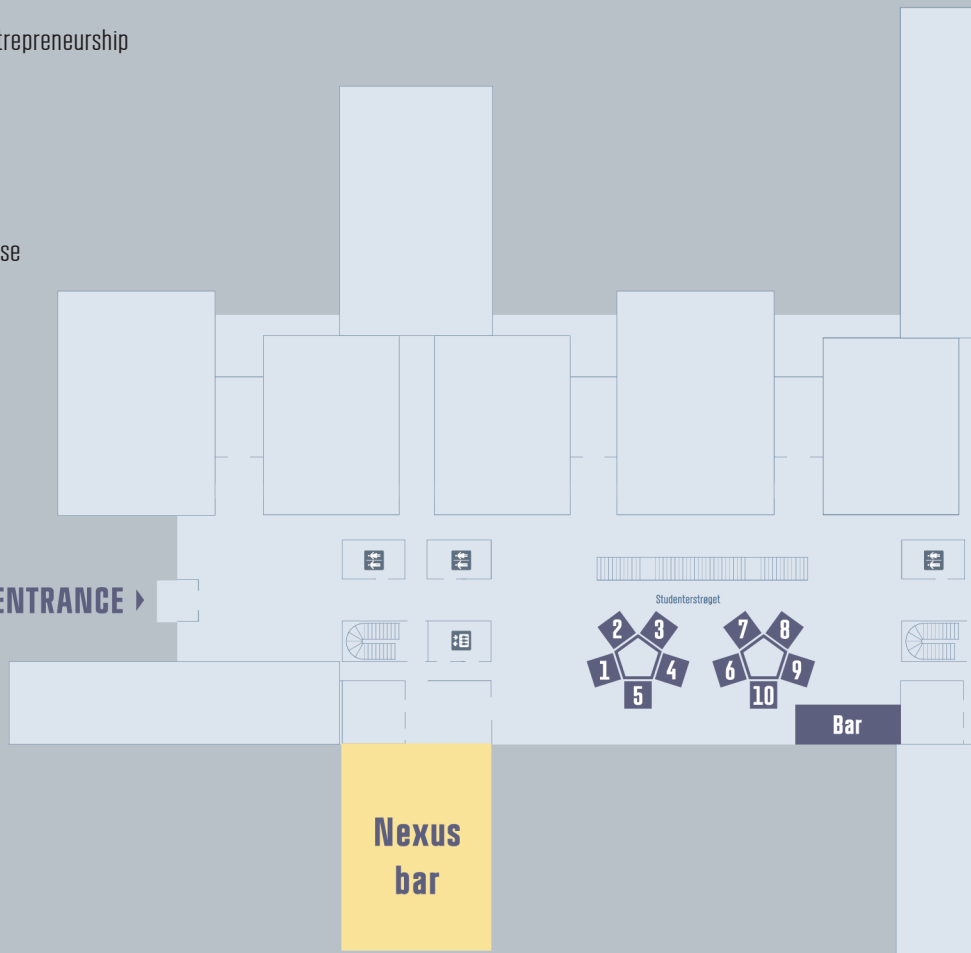 trepreneurship
se
ENTRANCE
Studenterstrøget
2 3 7 8
1 4 6 9
5 10
Bar
Nexus
bar